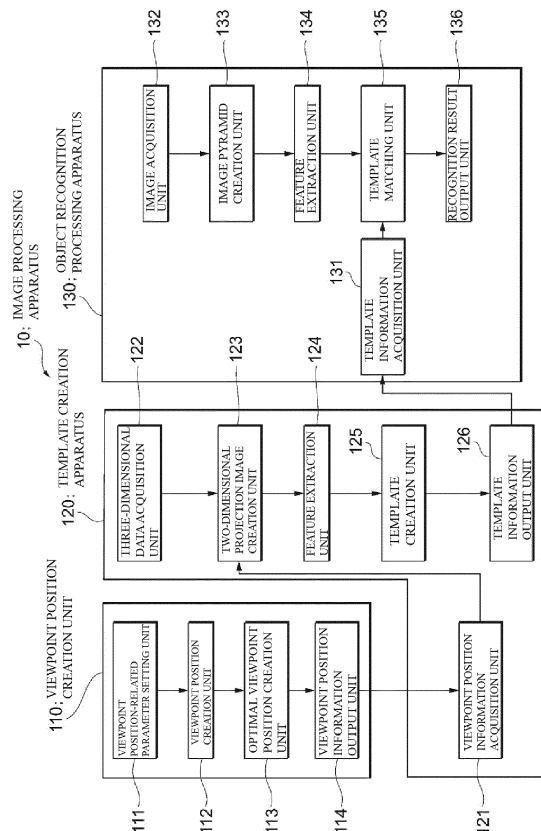 10: IMAGE PROCESSING
APPARATUS
110: VIEWPOINT POSITION
CREATION UNIT
111
VIEWPOINT
POSITION-RELATED
PARAMETER SETTING UNIT
112
VIEWPOINT POSITION
CREATION UNIT
113
OPTIMAL VIEWPOINT
POSITION CREATION
UNIT
114
VIEWPOINT POSITION
INFORMATION
OUTPUT UNIT
120: TEMPLATE CREATION
APPARATUS
121
VIEWPOINT POSITION
INFORMATION
ACQUISITION UNIT
122
THREE-DIMENSIONAL
DATA ACQUISITION
UNIT
123
TWO-DIMENSIONAL
PROJECTION IMAGE
CREATION UNIT
124
FEATURE EXTRACTION
UNIT
125
TEMPLATE
CREATION UNIT
126
TEMPLATE
INFORMATION
OUTPUT UNIT
130: OBJECT RECOGNITION
PROCESSING APPARATUS
131
TEMPLATE
INFORMATION
ACQUISITION UNIT
132
IMAGE ACQUISITION
UNIT
133
IMAGE PYRAMID
CREATION UNIT
134
FEATURE
EXTRACTION UNIT
135
TEMPLATE
MATCHING UNIT
136
RECOGNITION RESULT
OUTPUT UNIT